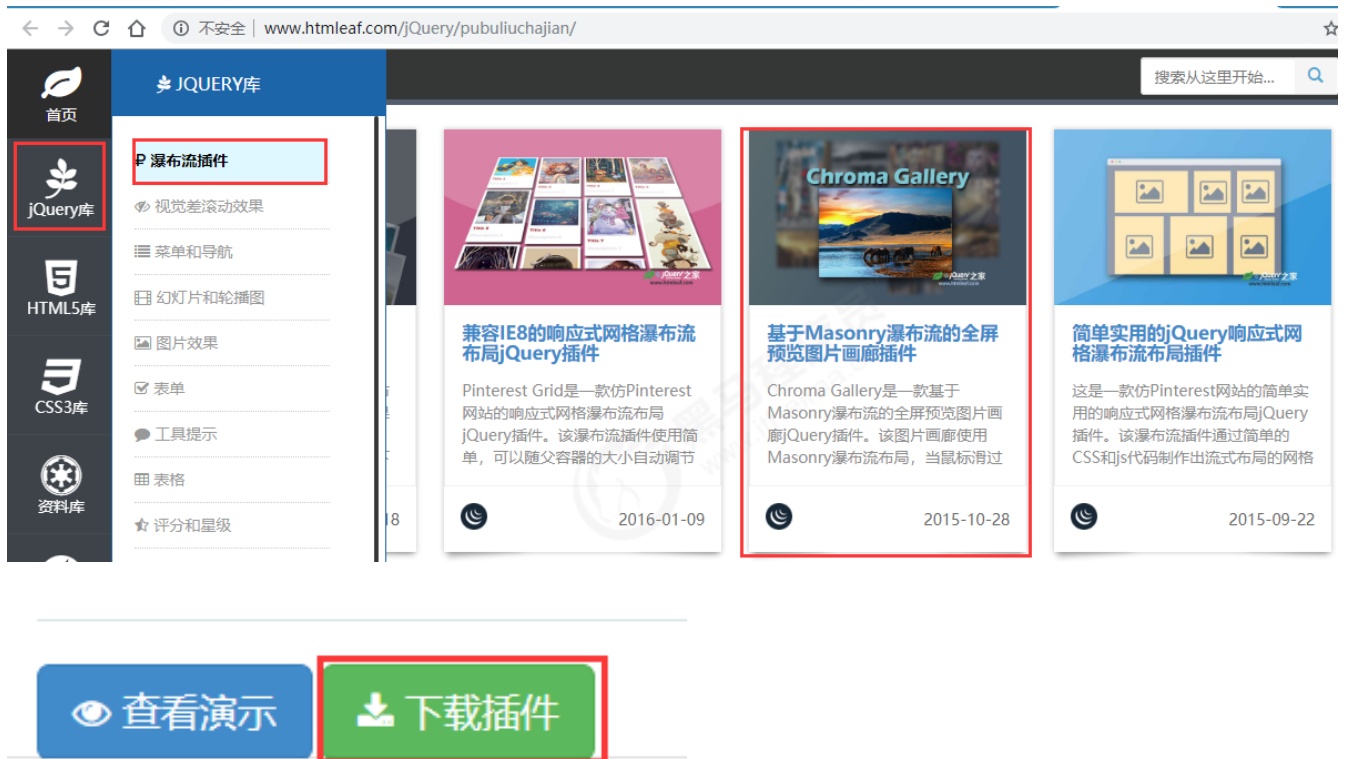 不安全 | www.htmleaf.com/jQuery/pubuliuchajian/
首页
JQUERY库
搜索从这里开始...
jQuery库
HTML5库
CSS3库
资料库
瀑布流插件
视觉差滚动效果
菜单和导航
幻灯片和轮播图
图片效果
表单
工具提示
表格
评分和星级
18
兼容IE8的响应式网格瀑布流
布局jQuery插件
Pinterest Grid是一款仿Pinterest
网站的响应式网格瀑布流布局
jQuery插件。该瀑布流插件使用简
单，可以随父容器的大小自动调节
2016-01-09
Chroma Gallery
jQuery之家
www.htmleaf.com
基于Masonry瀑布流的全屏
预览图片画廊插件
Chroma Gallery是一款基于
Masonry瀑布流的全屏预览图片画
廊jQuery插件。该图片画廊使用
Masonry瀑布流布局，当鼠标滑过
2015-10-28
简单实用的jQuery响应式网
格瀑布流布局插件
这是一款仿Pinterest网站的简单实
用的响应式网格瀑布流布局jQuery
插件。该瀑布流插件通过简单的
CSS和js代码制作出流式布局的网格
2015-09-22
查看演示
下载插件